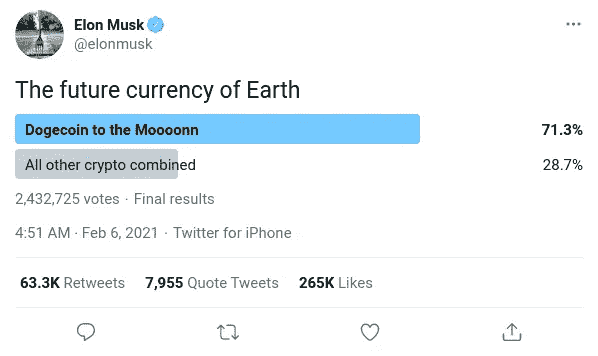 Elon Musk
@elonmusk
The future currency of Earth
Dogecoin to the Moooonn 71.3%
All other crypto combined 28.7%
2,432,725 votes · Final results
4:51 AM · Feb 6, 2021 · Twitter for iPhone
63.3K Retweets 7,955 Quote Tweets 265K Likes